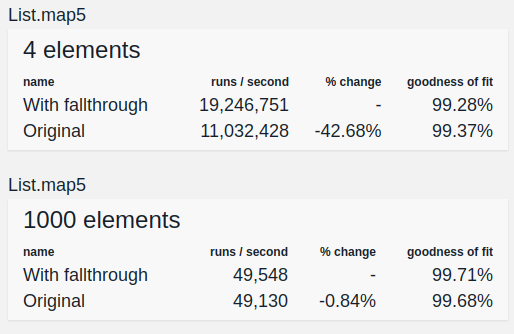 List.map5
4 elements
name runs / second % change goodness of fit
With fallthrough 19,246,751 - 99.28%
Original 11,032,428 -42.68% 99.37%
List.map5
1000 elements
name runs / second % change goodness of fit
With fallthrough 49,548 - 99.71%
Original 49,130 -0.84% 99.68%